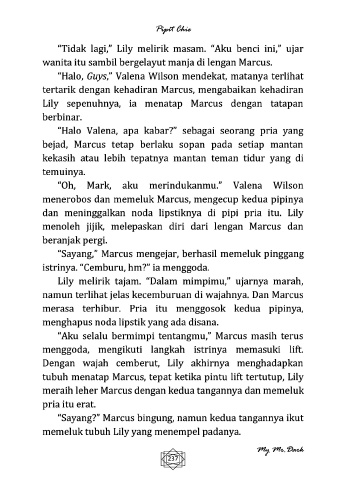 Pipit Chie
"Tidak lagi," Lily melirik masam. "Aku benci ini," ujar
wanita itu sambil bergelayut manja di lengan Marcus.
"Halo, Guys," Valena Wilson mendekat, matanya terlihat
tertarik dengan kehadiran Marcus, mengabaikan kehadiran
Lily sepenuhnya, ia menatap Marcus dengan tatapan
berbinar.
"Halo Valena, apa kabar?" sebagai seorang pria yang
bejad, Marcus tetap berlaku sopan pada setiap mantan
kekasih atau lebih tepatnya mantan teman tidur yang di
temuinya.
"Oh, Mark, aku merindukanmu." Valena Wilson
menerobos dan memeluk Marcus, mengecup kedua pipinya
dan meninggalkan noda lipstiknya di pipi pria itu. Lily
menoleh jijik, melepaskan diri dari lengan Marcus dan
beranjak pergi.
"Sayang," Marcus mengejar, berhasil memeluk pinggang
istrinya. "Cemburu, hm?" ia menggoda.
Lily melirik tajam. "Dalam mimpimu," ujarnya marah,
namun terlihat jelas kecemburuan di wajahnya. Dan Marcus
merasa terhibur. Pria itu menggosok kedua pipinya,
menghapus noda lipstik yang ada disana.
"Aku selalu bermimpi tentangmu," Marcus masih terus
menggoda, mengikuti langkah istrinya memasuki lift.
Dengan wajah cemberut, Lily akhirnya menghadapkan
tubuh menatap Marcus, tepat ketika pintu lift tertutup, Lily
meraih leher Marcus dengan kedua tangannya dan memeluk
pria itu erat.
"Sayang?" Marcus bingung, namun kedua tangannya ikut
memeluk tubuh Lily yang menempel padanya.
My Mr. Dark
237